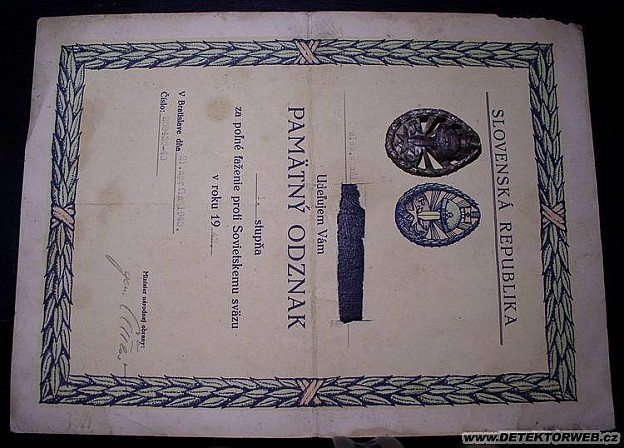 SLOVENSKÁ REPUBLIKA
Udeľujem Vám
PAMÄTNÝ ODZNAK
stupňa
za poľné ťaženie proti Sovietskemu sväzu
v roku 19
V Bratislave dňa
Číslo:
Minister národnej obrany:
gen.
www.DETEKTORWEB.cz